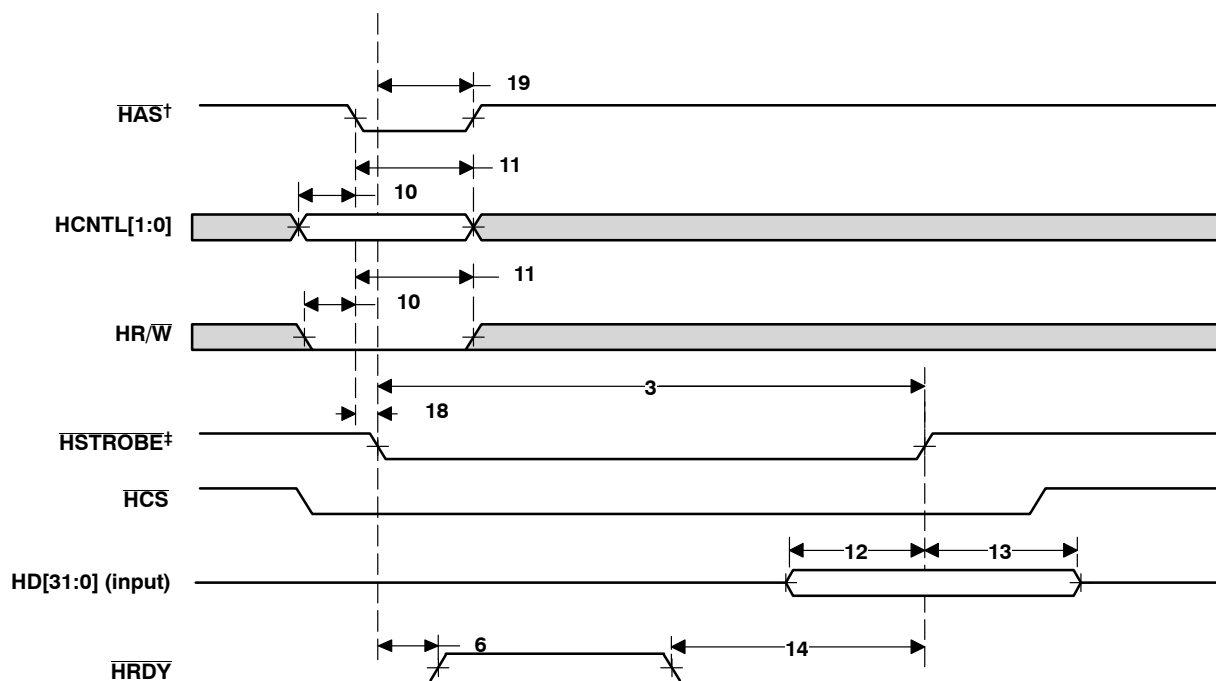 19
HAS†
11
10
HCNTL[1:0]
11
10
HR/W
3
18
HSTROBE‡
HCS
12
13
HD[31:0] (input)
6
14
HRDY